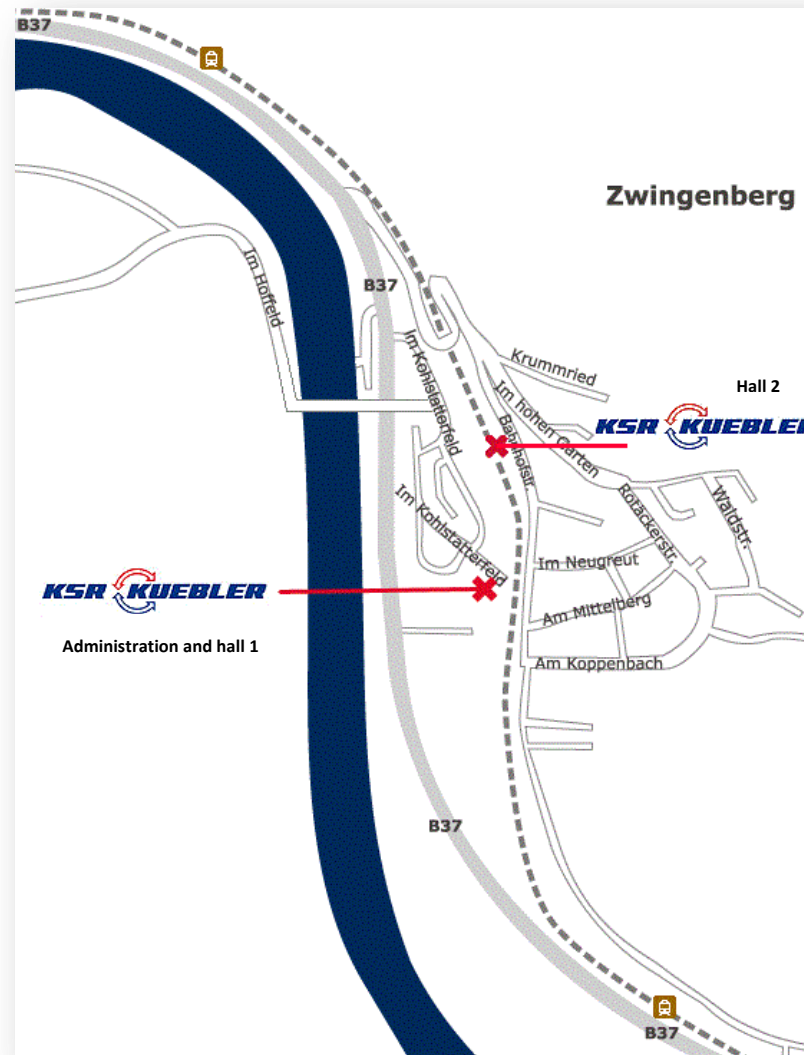 B37
Zwingenberg
Im Hoffeld
B37
Im Kohlstatterfeld
Krummried
Hall 2
Im hohen Garten
KSR KUEBLER
Bahnhofstr.
Im Kohlstatterfeld
Rotäckerstr.
Waldstr.
Im Neugreut
KSR KUEBLER
Am Mittelberg
Administration and hall 1
Am Koppenbach
B37
B37